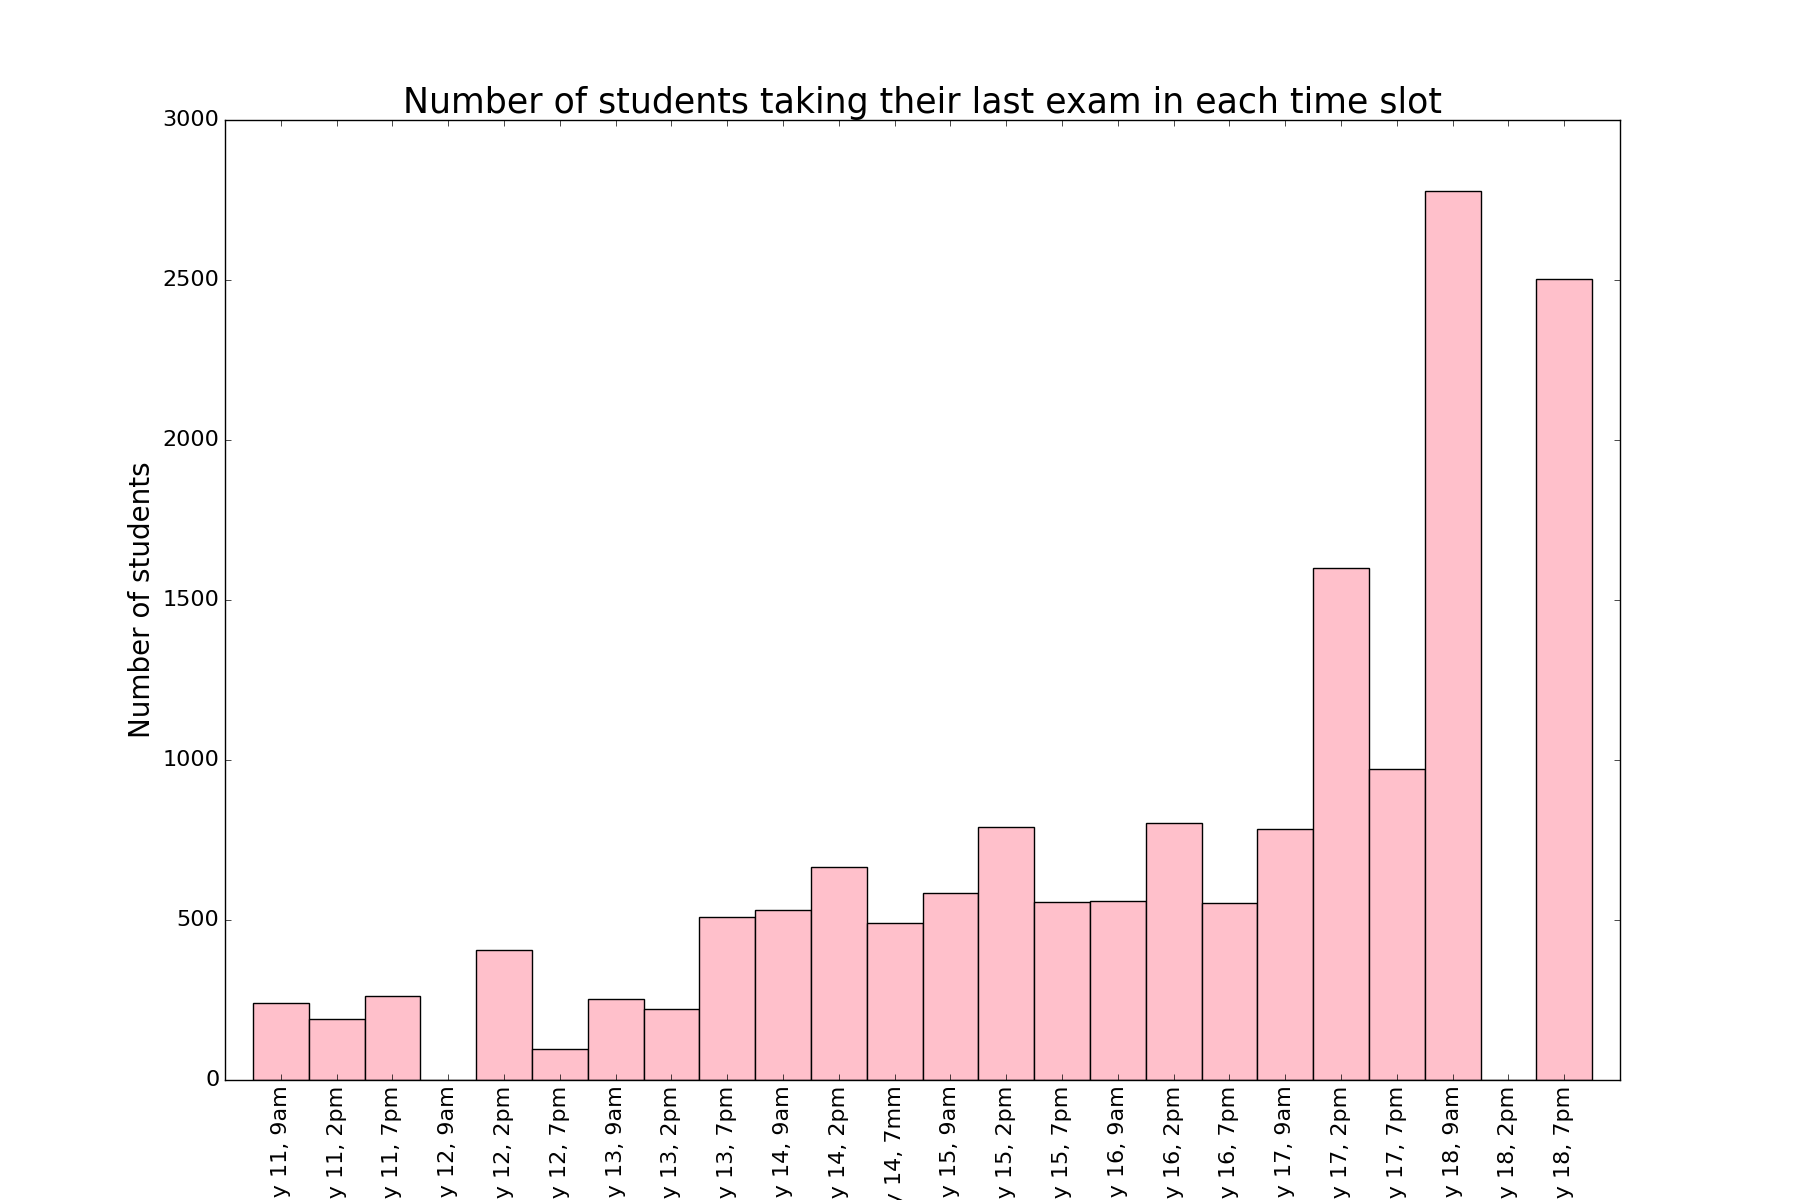 Number of students taking their last exam in each time slot
Number of students
3000
2500
2000
1500
1000
500
0
y 11, 9am
y 11, 2pm
y 11, 7pm
y 12, 9am
y 12, 2pm
y 12, 7pm
y 13, 9am
y 13, 2pm
y 13, 7pm
y 14, 9am
y 14, 2pm
y 14, 7mm
y 15, 9am
y 15, 2pm
y 15, 7pm
y 16, 9am
y 16, 2pm
y 16, 7pm
y 17, 9am
y 17, 2pm
y 17, 7pm
y 18, 9am
y 18, 2pm
y 18, 7pm